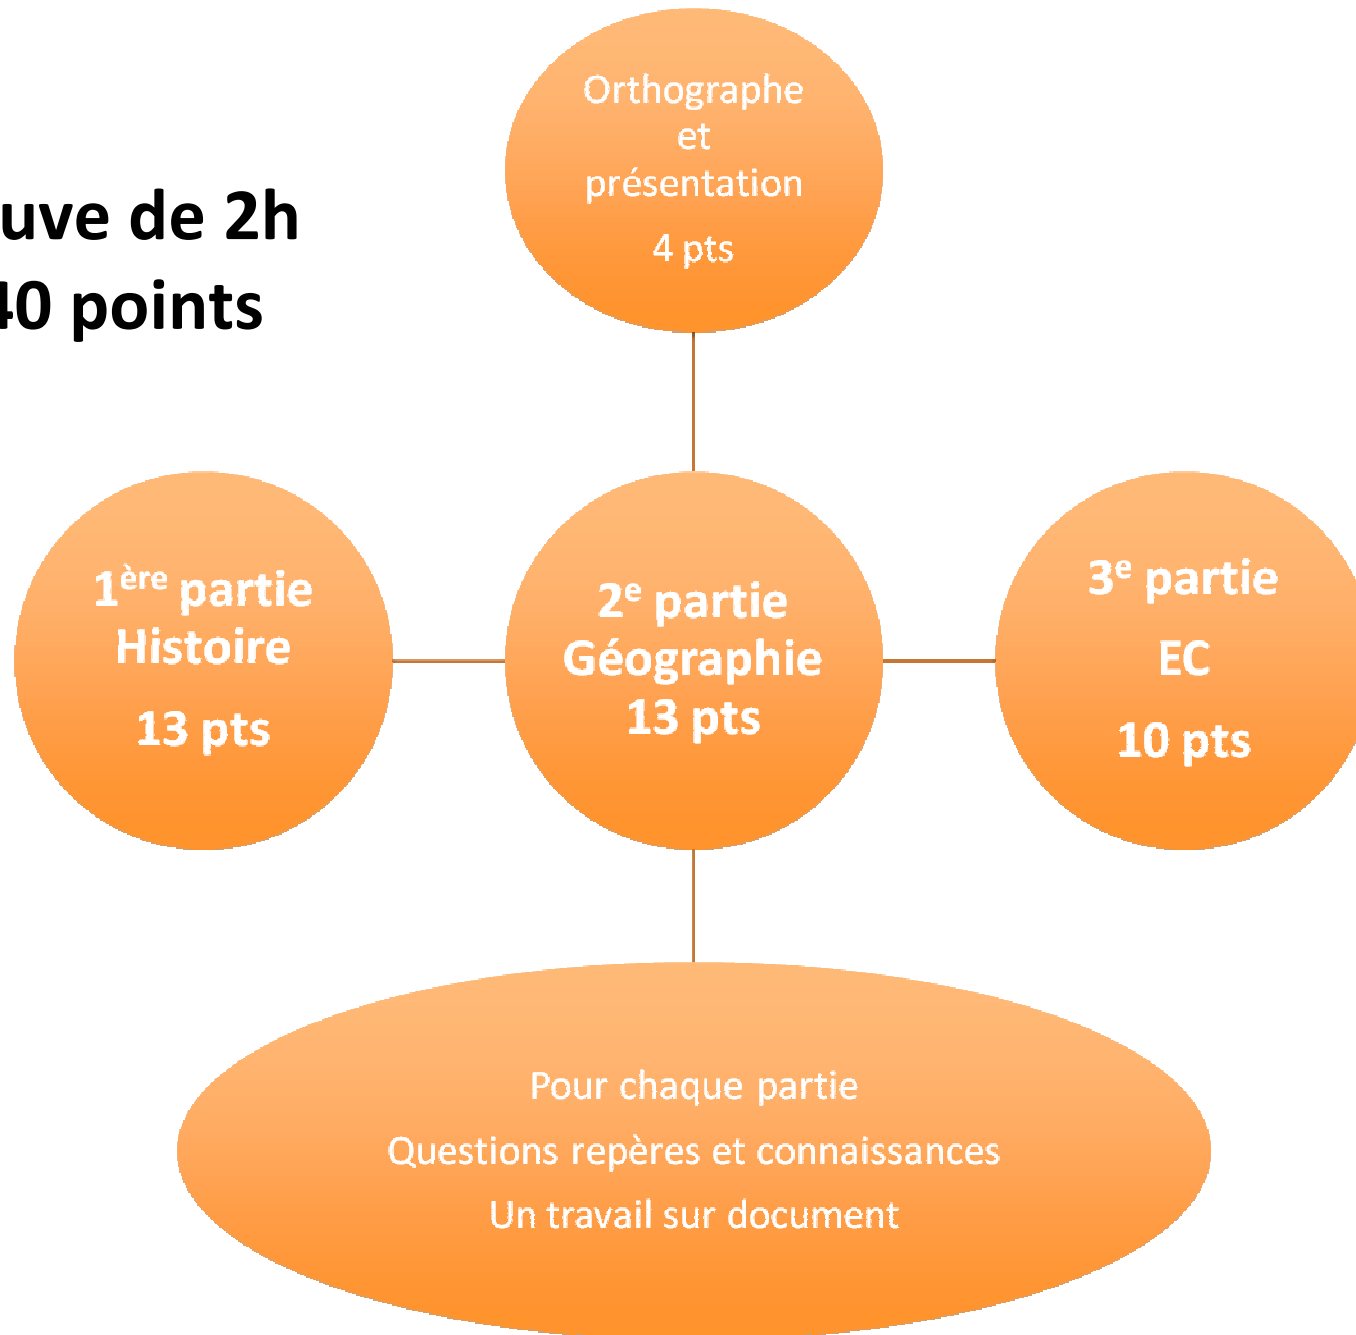 Orthographe
et
présentation
4 pts
uve de 2h
40 points
1ère partie
Histoire
13 pts
2e partie
Géographie
13 pts
3e partie
EC
10 pts
Pour chaque partie
Questions repères et connaissances
Un travail sur document